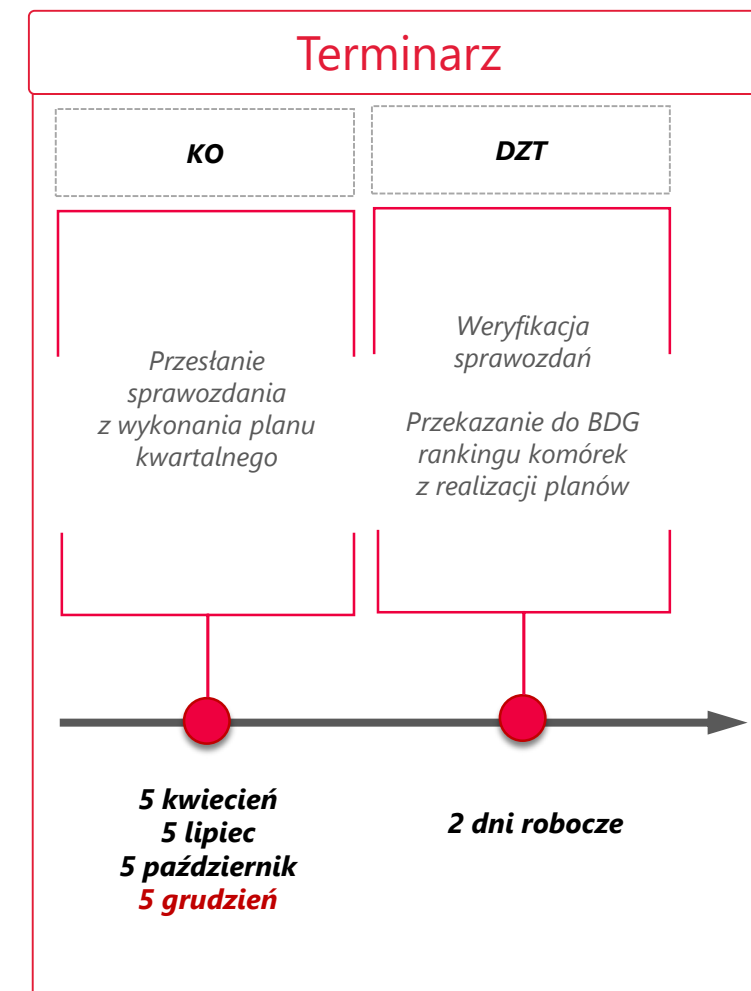 Terminarz
KO
Przesłanie
sprawozdania
z wykonania planu
kwartalnego
5 kwiecień
5 lipiec
5 październik
5 grudzień
DZT
Weryfikacja
sprawozdań
Przekazanie do BDG
rankingu komórek
z realizacji planów
2 dni robocze